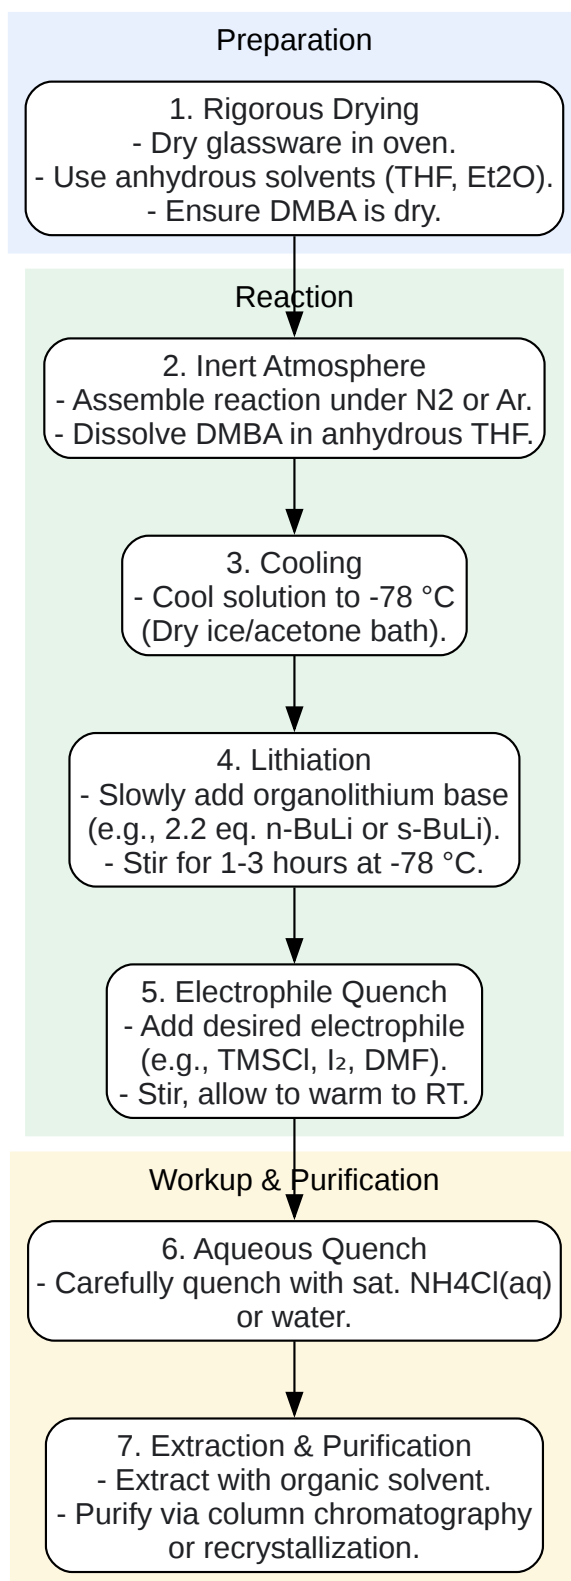 Preparation
1. Rigorous Drying
- Dry glassware in oven.
- Use anhydrous solvents (THF, Et2O).
- Ensure DMBA is dry.
Reaction
2. Inert Atmosphere
- Assemble reaction under N2 or Ar.
- Dissolve DMBA in anhydrous THF.
3. Cooling
- Cool solution to -78 °C
(Dry ice/acetone bath).
4. Lithiation
- Slowly add organolithium base
(e.g., 2.2 eq. n-BuLi or s-BuLi).
- Stir for 1-3 hours at -78 °C.
5. Electrophile Quench
- Add desired electrophile
(e.g., TMSCl, I₂, DMF).
- Stir, allow to warm to RT.
Workup & Purification
6. Aqueous Quench
- Carefully quench with sat. NH4Cl(aq)
or water.
7. Extraction & Purification
- Extract with organic solvent.
- Purify via column chromatography
or recrystallization.